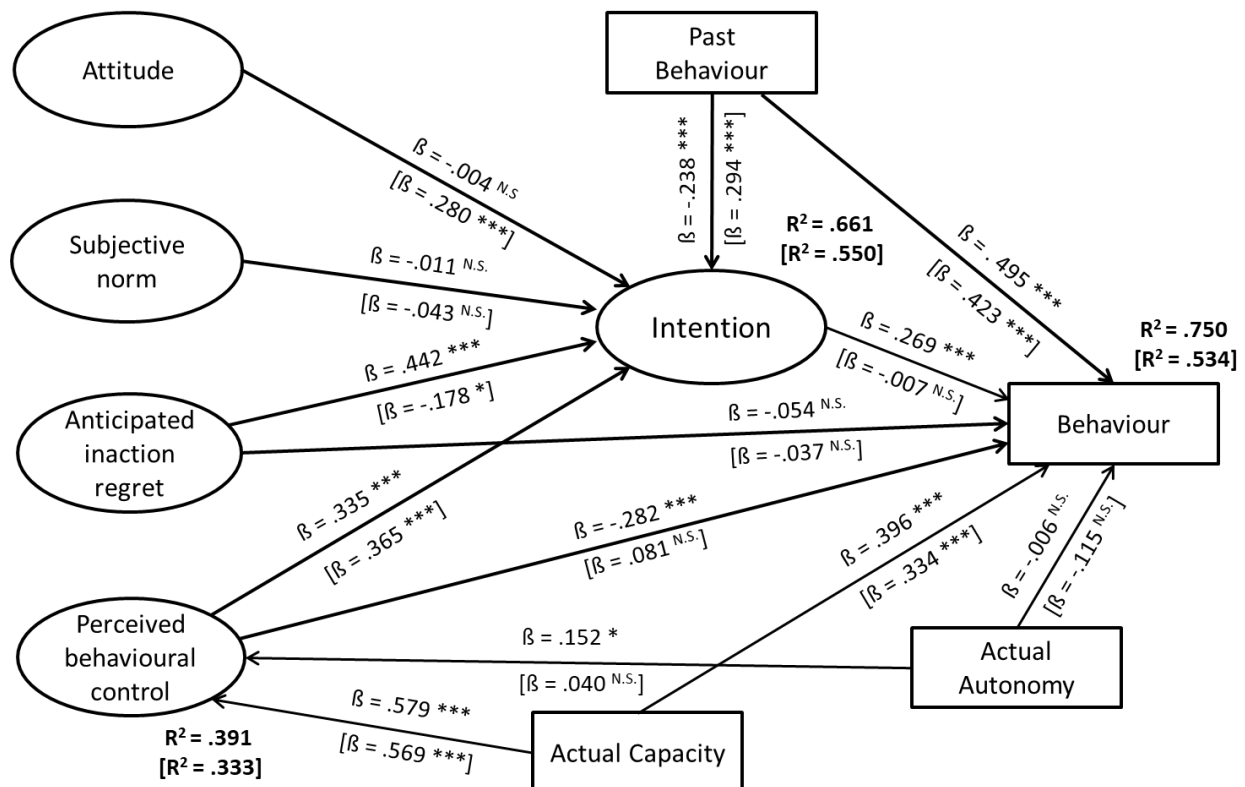 Attitude
Past
Behaviour
ß = -.004 N.S
[ß = .280 ***]
ß = -.238 ***
[ß = .294 ***]
Subjective
norm
ß = -.011 N.S.
[ß = -.043 N.S.]
R² = .661
[R² = .550]
ß = . 495 ***
[ß = .423 ***]
Intention
ß = .269 ***
[ß = -.007 N.S.]
R² = .750
[R² = .534]
ß = .442 ***
[ß = -.178 *]
Anticipated
inaction
regret
ß = -.054 N.S.
[ß = -.037 N.S.]
Behaviour
ß = .335 ***
[ß = .365 ***]
ß = -.282 ***
[ß = .081 N.S.]
ß = .396 ***
[ß = .334 ***]
ß = -.006 N.S.
[ß = -.115 N.S.]
Perceived
behavioural
control
ß = .152 *
[ß = .040 N.S.]
Actual
Autonomy
ß = .579 ***
[ß = .569 ***]
R² = .391
[R² = .333]
Actual Capacity